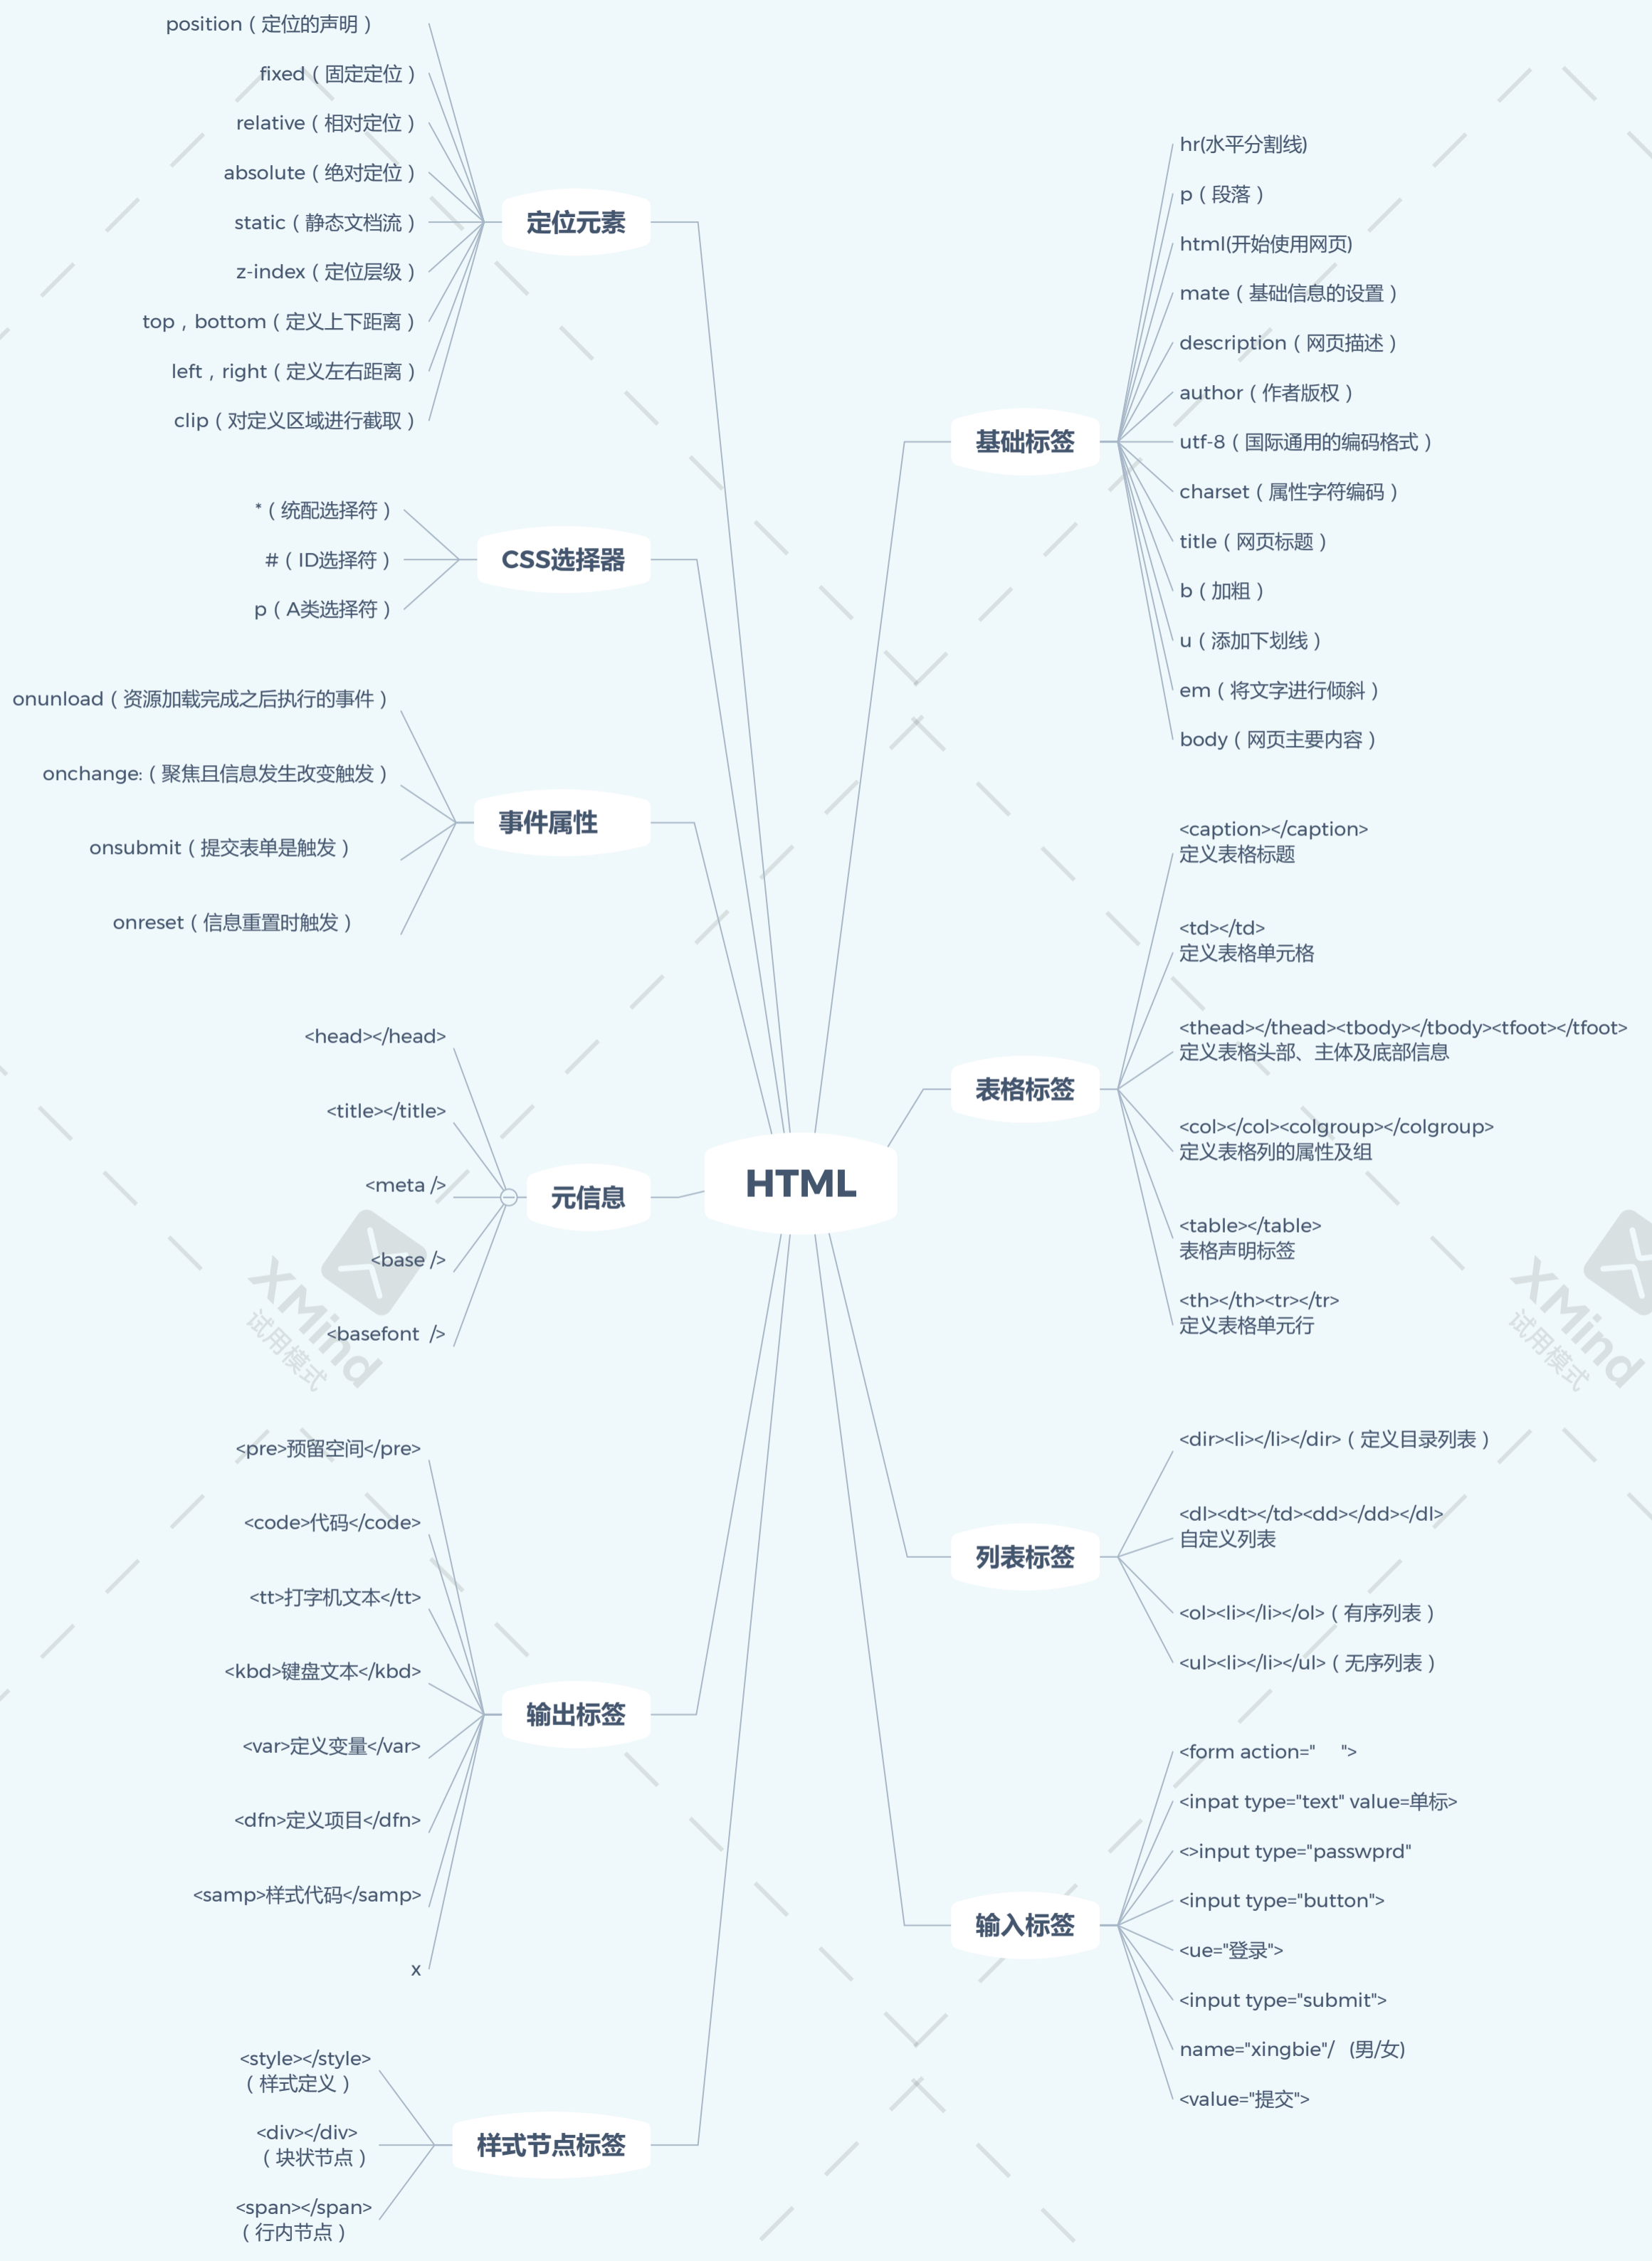 HTML
基础标签
hr(水平分割线)
p（段落）
html(开始使用网页)
mate（基础信息的设置）
description（网页描述）
author（作者版权）
utf-8（国际通用的编码格式）
charset（属性字符编码）
title（网页标题）
b（加粗）
u（添加下划线）
em（将文字进行倾斜）
body（网页主要内容）
表格标签
<caption></caption>
定义表格标题
<td></td>
定义表格单元格
<thead></thead><tbody></tbody><tfoot></tfoot>
定义表格头部、主体及底部信息
<col></col><colgroup></colgroup>
定义表格列的属性及组
<table></table>
表格声明标签
<th></th><tr></tr>
定义表格单元行
列表标签
<dir><li></li></dir>（定义目录列表）
<dl><dt></td><dd></dd></dl>
自定义列表
<ol><li></li></ol>（有序列表）
<ul><li></li></ul>（无序列表）
输入标签
<form action="    ">
<inpat type="text" value=单标>
<>input type="passwprd"
<input type="button">
<ue="登录">
<input type="submit">
name="xingbie"/  (男/女)
<value="提交">
定位元素
position（定位的声明）
fixed（固定定位）
relative（相对定位）
absolute（绝对定位）
static（静态文档流）
z-index（定位层级）
top，bottom（定义上下距离）
left，right（定义左右距离）
clip（对定义区域进行截取）
CSS选择器
*（统配选择符）
#（ID选择符）
p（A类选择符）
事件属性
onunload（资源加载完成之后执行的事件）
onchange:（聚焦且信息发生改变触发）
onsubmit（提交表单是触发）
onreset（信息重置时触发）
元信息
<head></head>
<title></title>
<meta />
<base />
<basefont  />
输出标签
<pre>预留空间</pre>
<code>代码</code>
<tt>打字机文本</tt>
<kbd>键盘文本</kbd>
<var>定义变量</var>
<dfn>定义项目</dfn>
<samp>样式代码</samp>
x
样式节点标签
<style></style>
（样式定义）
<div></div>
（块状节点）
<span></span>
（行内节点）
XMind
试用模式
XMind
试用模式